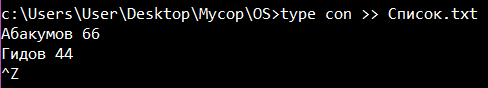 c:\Users\User\Desktop\Мусор\OS>type con >> Список.txt
Абакумов 66
Гидов 44
^Z